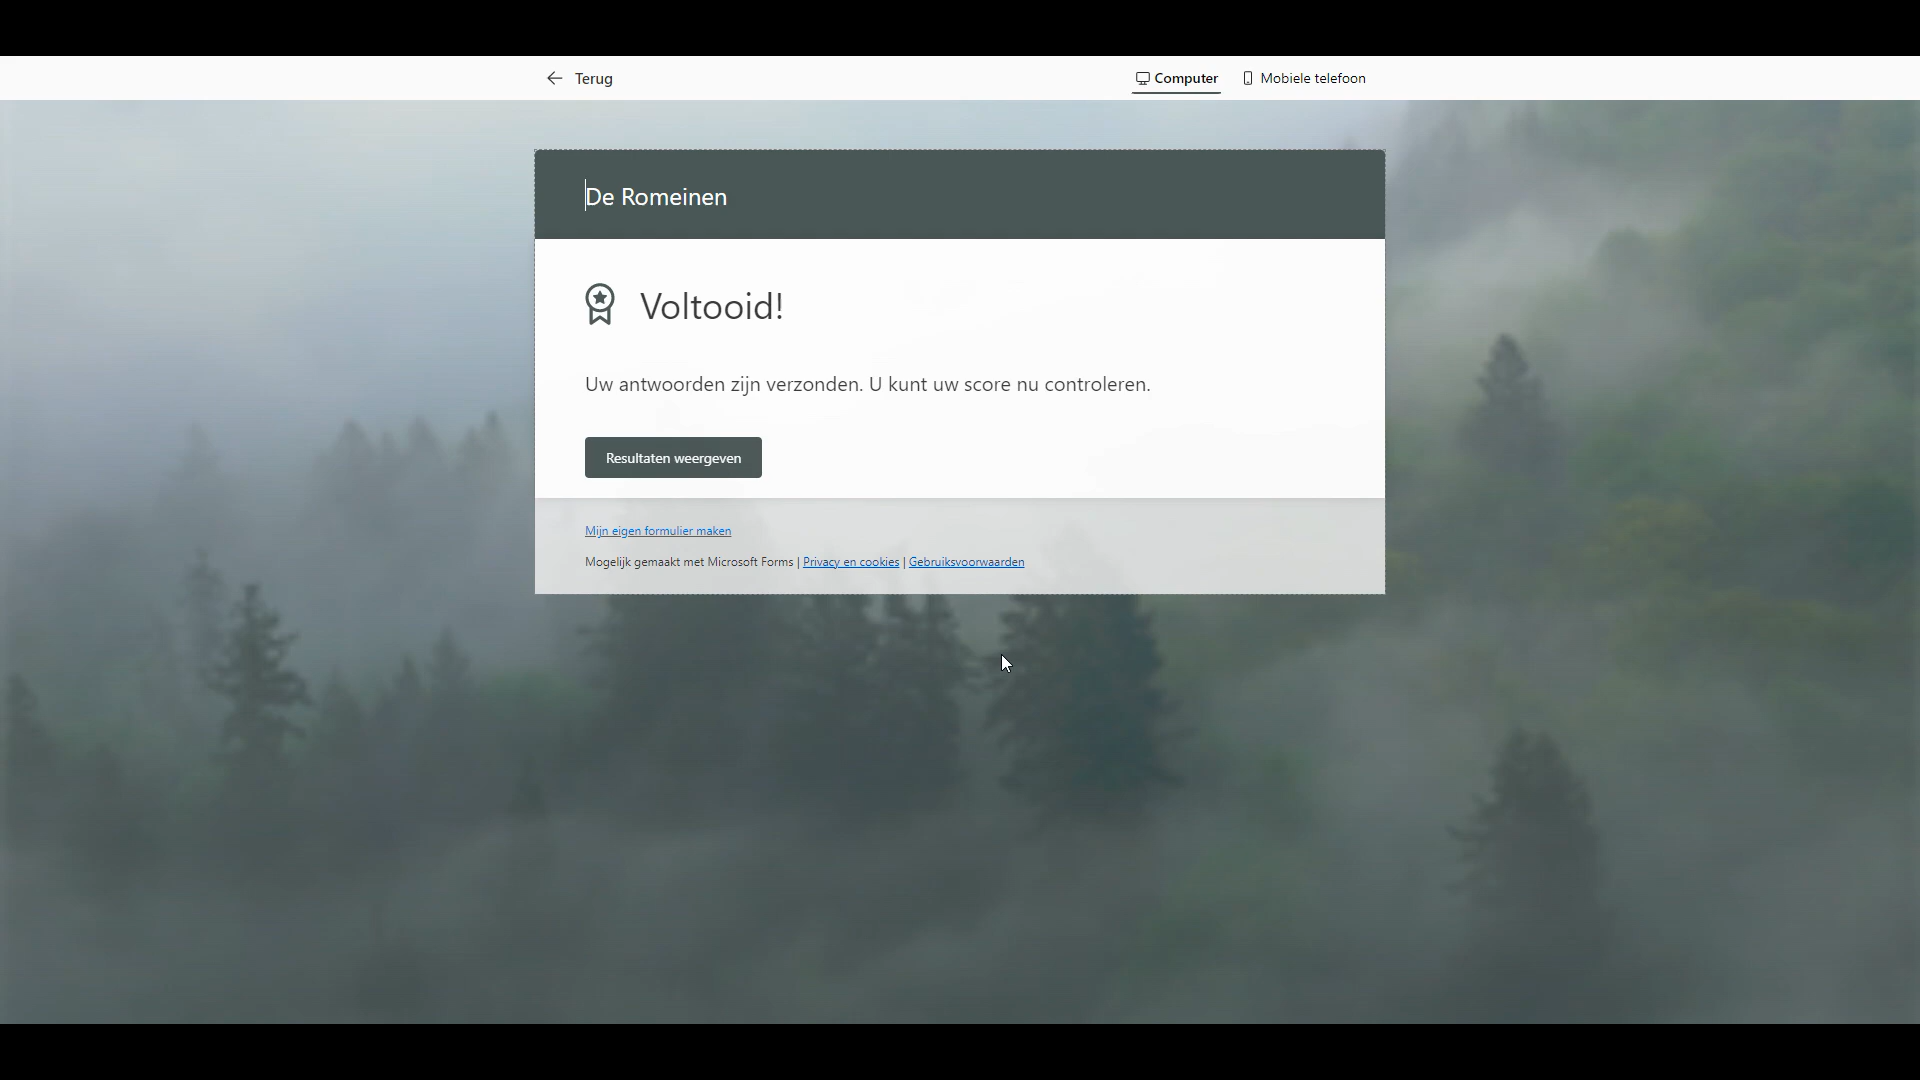 Terug
Computer
Mobiele telefoon
De Romeinen
Voltooid!
Uw antwoorden zijn verzonden. U kunt uw score nu controleren.
Resultaten weergeven
Mijn eigen formulier maken
Mogelijk gemaakt met Microsoft Forms | Privacy en cookies | Gebruiksvoorwaarden